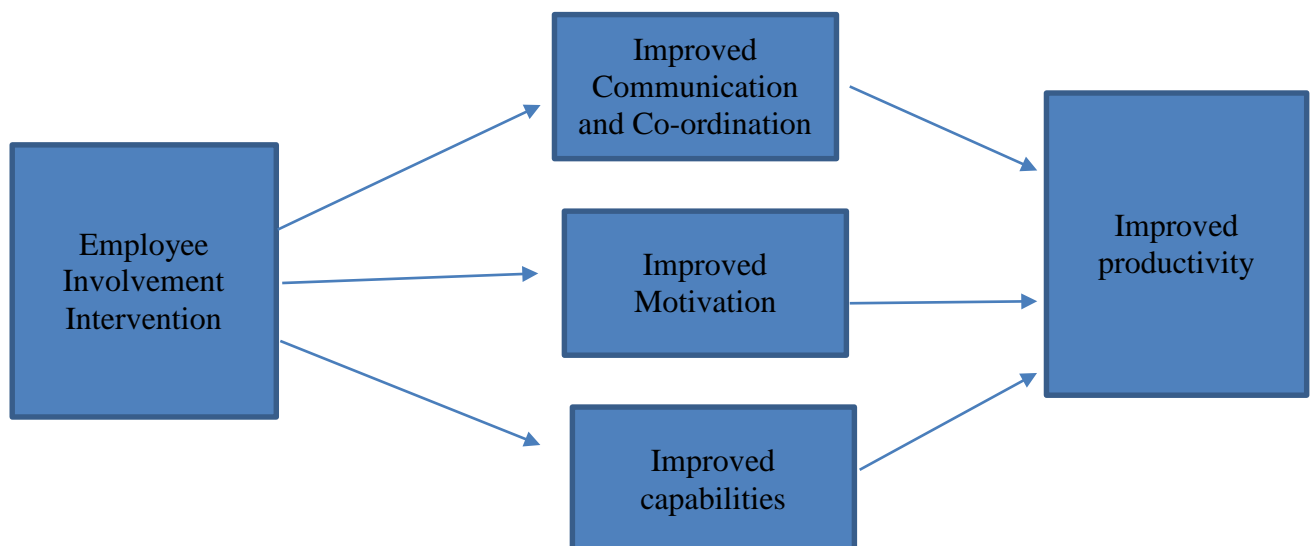 Employee
Involvement
Intervention
Improved
Communication
and Co-ordination
Improved
Motivation
Improved
capabilities
Improved
productivity